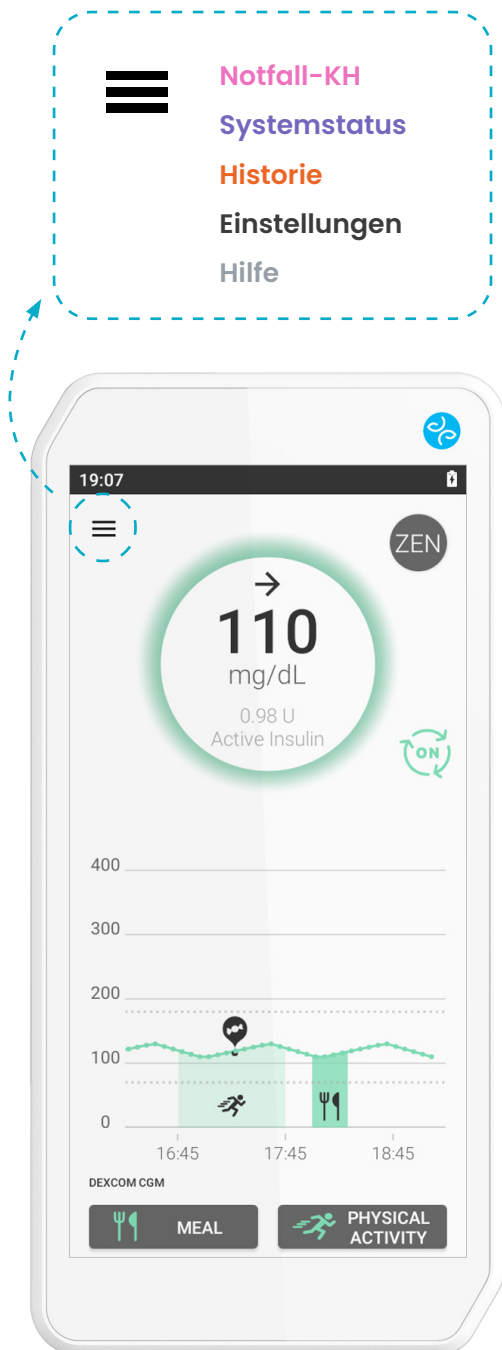 Notfall-KH
Systemstatus
Historie
Einstellungen
Hilfe
19:07
ZEN
110
mg/dL
0.98 U
Active Insulin
ON
400
300
200
100
0
16:45 17:45 18:45
DEXCOM CGM
MEAL
PHYSICAL
ACTIVITY